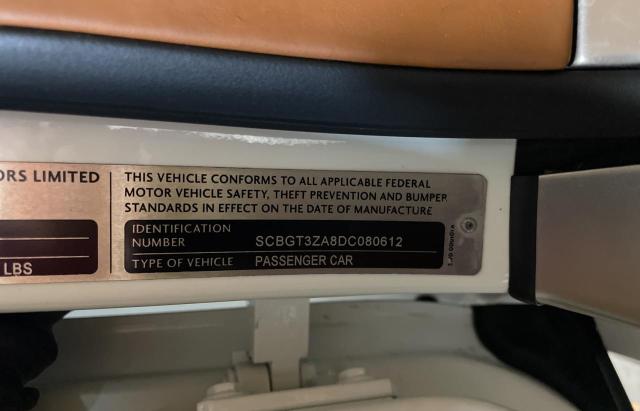 ORS LIMITED
LBS
THIS VEHICLE CONFORMS TO ALL APPLICABLE FEDERAL
MOTOR VEHICLE SAFETY, THEFT PREVENTION AND BUMPER
STANDARDS IN EFFECT ON THE DATE OF MANUFACTURE
IDENTIFICATION
NUMBER SCBGT3ZA8DC080612
TYPE OF VEHICLE PASSENGER CAR